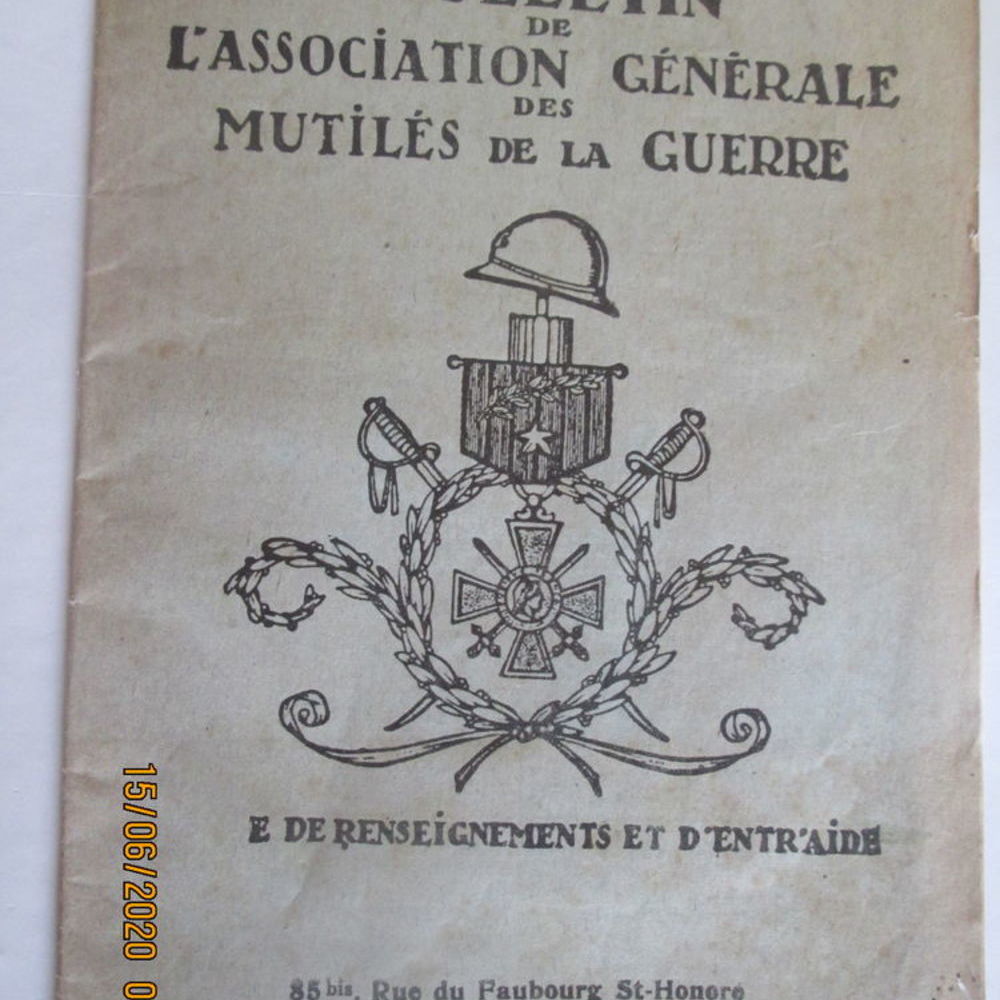 DE
L'ASSOCIATION GÉNÉRALE
DES
MUTILÉS DE LA GUERRE
E DE RENSEIGNEMENTS ET D'ENTR'AIDE
85 bis, Rue du Faubourg St-Honoré
15/06/2020 0